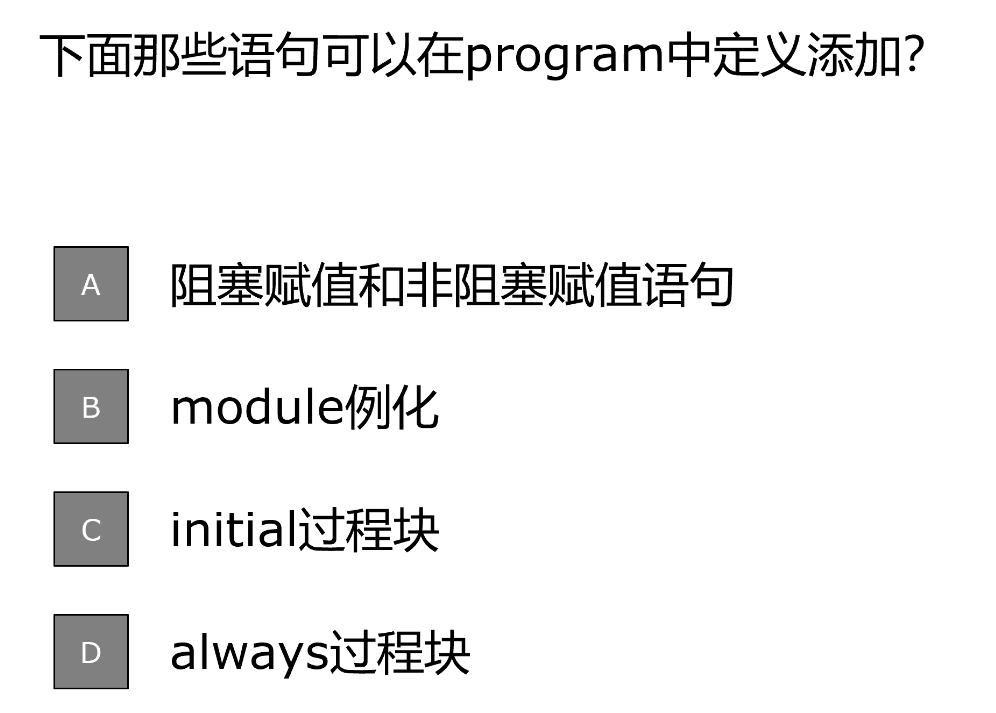 下面那些语句可以在program中定义添加?
A 阻塞赋值和非阻塞赋值语句
B module例化
C initial过程块
D always过程块